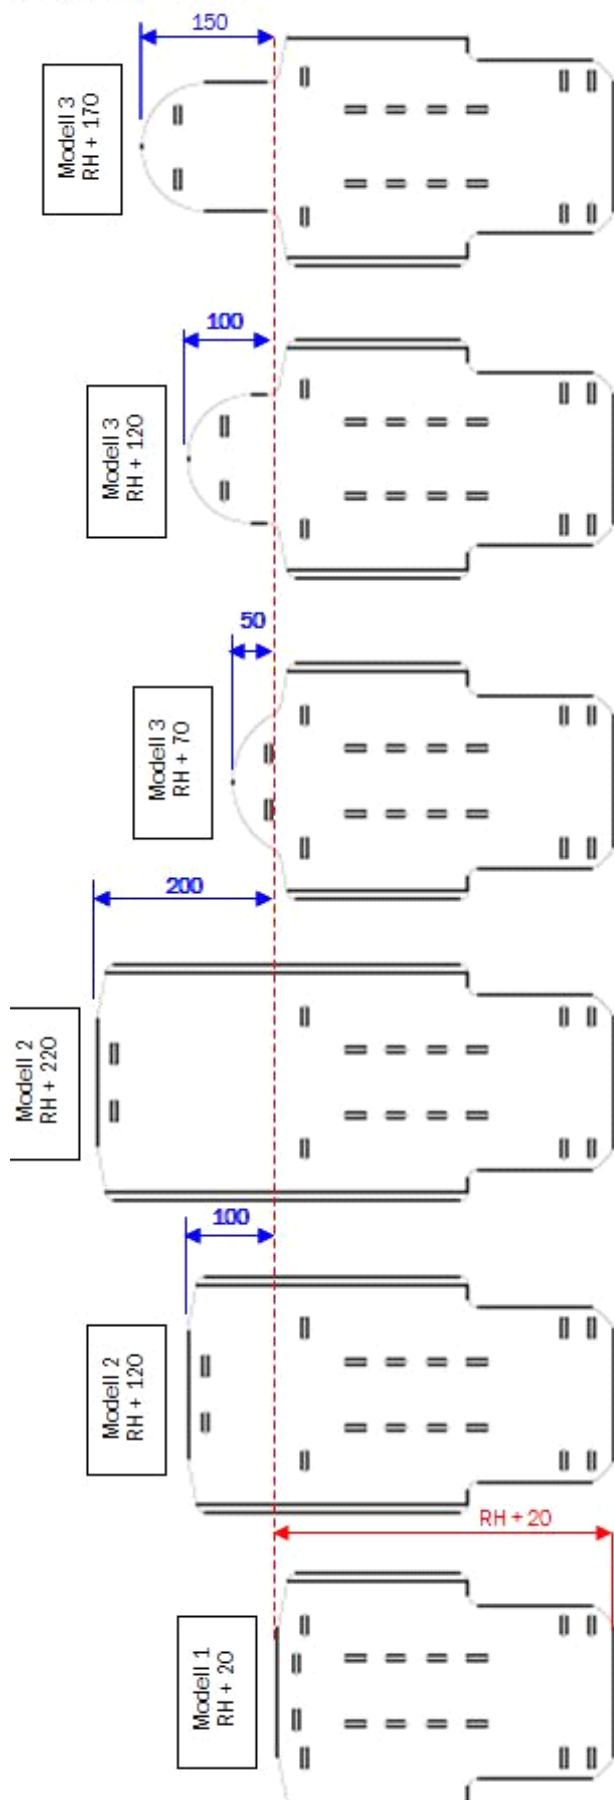 150
Modell 3
RH + 170
100
Modell 3
RH + 120
50
Modell 3
RH + 70
200
Modell 2
RH + 220
100
Modell 2
RH + 120
RH + 20
Modell 1
RH + 20